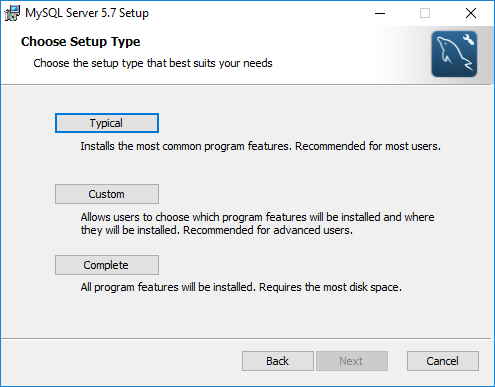 MySQL Server 5.7 Setup
Choose Setup Type
Choose the setup type that best suits your needs
Typical
Installs the most common program features. Recommended for most users.
Custom
Allows users to choose which program features will be installed and where
they will be installed. Recommended for advanced users.
Complete
All program features will be installed. Requires the most disk space.
Back
Next
Cancel